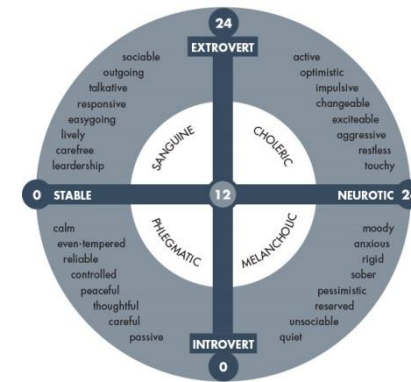 24
EXTROVERT
sociable
outgoing
talkative
responsive
easygoing
lively
carefree
leardership
active
optimistic
impulsive
changeable
exciteable
aggressive
restless
touchy
SANGUINE
CHOLERIC
0 STABLE
12
NEUROTIC 24
PHLEGMATIC
MELANCHOLIC
calm
even-tempered
reliable
controlled
peaceful
thoughtful
careful
passive
moody
anxious
rigid
sober
pessimistic
reserved
unsociable
quiet
INTROVERT
0